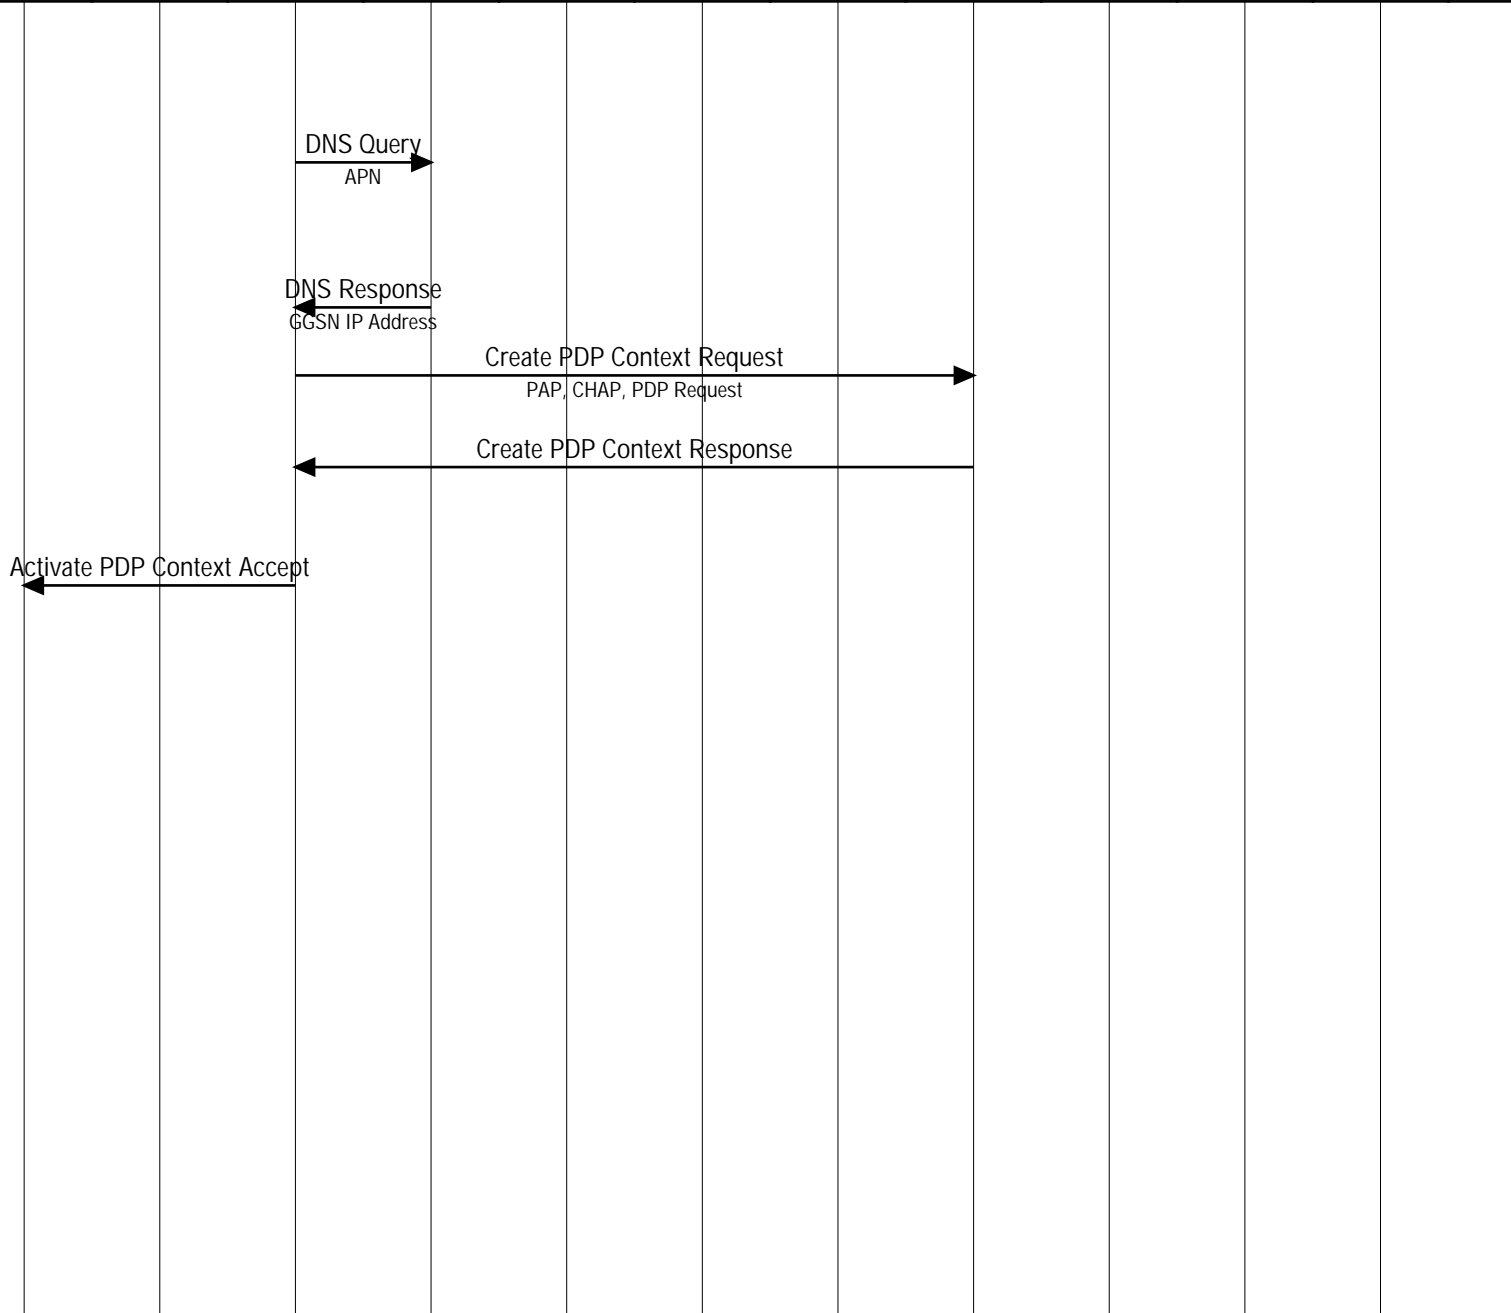 DNS Query
APN
DNS Response
GGSN IP Address
Create PDP Context Request
PAP, CHAP, PDP Request
Create PDP Context Response
Activate PDP Context Accept